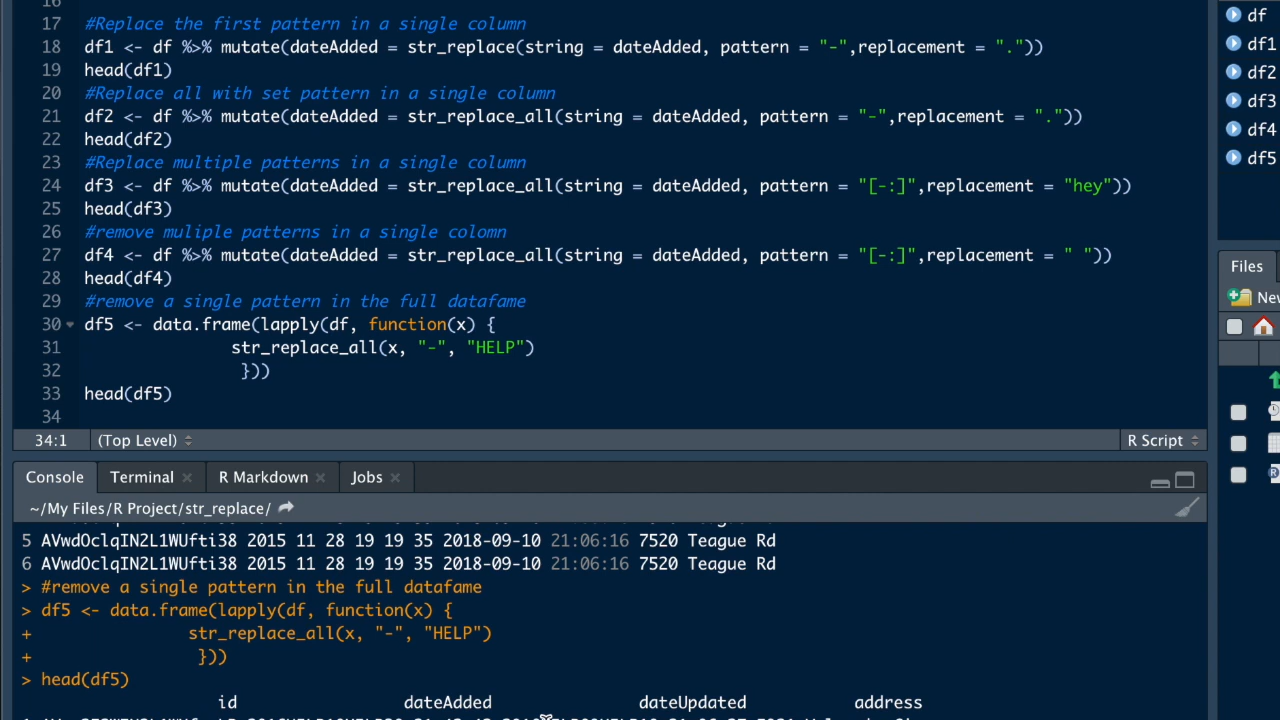 16
17 #Replace the first pattern in a single column
18 df1 <- df %>% mutate(dateAdded = str_replace(string = dateAdded, pattern = "-",replacement = "."))
19 head(df1)
20 #Replace all with set pattern in a single column
21 df2 <- df %>% mutate(dateAdded = str_replace_all(string = dateAdded, pattern = "-",replacement = "."))
22 head(df2)
23 #Replace multiple patterns in a single column
24 df3 <- df %>% mutate(dateAdded = str_replace_all(string = dateAdded, pattern = "[-:]",replacement = "hey"))
25 head(df3)
26 #remove muliple patterns in a single colomn
27 df4 <- df %>% mutate(dateAdded = str_replace_all(string = dateAdded, pattern = "[-:]",replacement = " "))
28 head(df4)
29 #remove a single pattern in the full datafame
30 df5 <- data.frame(lapply(df, function(x) {
31 str_replace_all(x, "-", "HELP")
32 }))
33 head(df5)
34
34:1 (Top Level) R Script
Console Terminal R Markdown Jobs
~/My Files/R Project/str_replace/
5 AVwdOclqIN2L1WUfti38 2015 11 28 19 19 35 2018-09-10 21:06:16 7520 Teague Rd
6 AVwdOclqIN2L1WUfti38 2015 11 28 19 19 35 2018-09-10 21:06:16 7520 Teague Rd
> #remove a single pattern in the full datafame
> df5 <- data.frame(lapply(df, function(x) {
+ str_replace_all(x, "-", "HELP")
+ }))
> head(df5)
id dateAdded dateUpdated address
df
df1
df2
df3
df4
df5
Files